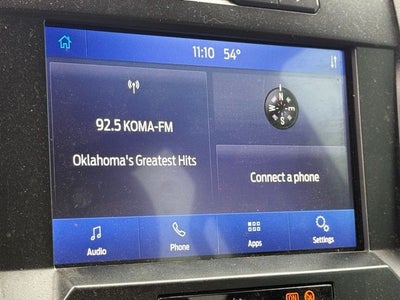 11:10 54°
92.5 KOMA-FM
Oklahoma's Greatest Hits
N
W E
S
Connect a phone
Audio
Phone
Apps
Settings